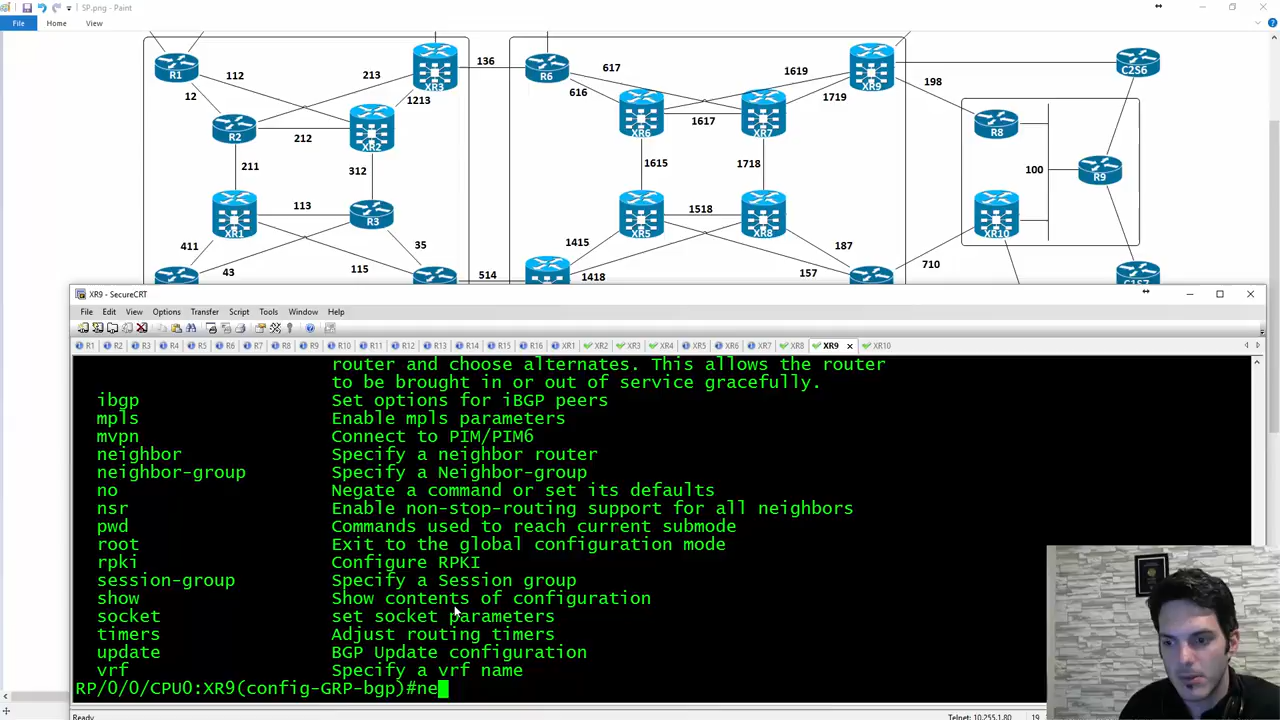 SP.png - Paint
File Home View
R1 112 213 XR3 136 R6 617 1619 XR9 C2S6
12 616 1719 198
1213 XR6 XR7
R2 212 XR2 1617 R8
211 312 1615 1718 100 R9
XR1 113 R3 XR5 1518 XR8 XR10
411 35 1415 187
43 115 514 1418 157 710 C1S7
XR9 - SecureCRT
File Edit View Options Transfer Script Tools Window Help
R1 R2 R3 R4 R5 R6 R7 R8 R9 R10 R11 R12 R13 R14 R15 R16 XR1 XR2 XR3 XR4 XR5 XR6 XR7 XR8 XR9 XR10
router and choose alternates. This allows the router
to be brought in or out of service gracefully.
ibgp Set options for iBGP peers
mpls Enable mpls parameters
mvpn Connect to PIM/PIM6
neighbor Specify a neighbor router
neighbor-group Specify a Neighbor-group
no Negate a command or set its defaults
nsr Enable non-stop-routing support for all neighbors
pwd Commands used to reach current submode
root Exit to the global configuration mode
rpki Configure RPKI
session-group Specify a Session group
show Show contents of configuration
socket set socket parameters
timers Adjust routing timers
update BGP Update configuration
vrf Specify a vrf name
RP/0/0/CPU0:XR9(config-GRP-bgp)#ne
Ready Telnet: 10.255.1.80 19